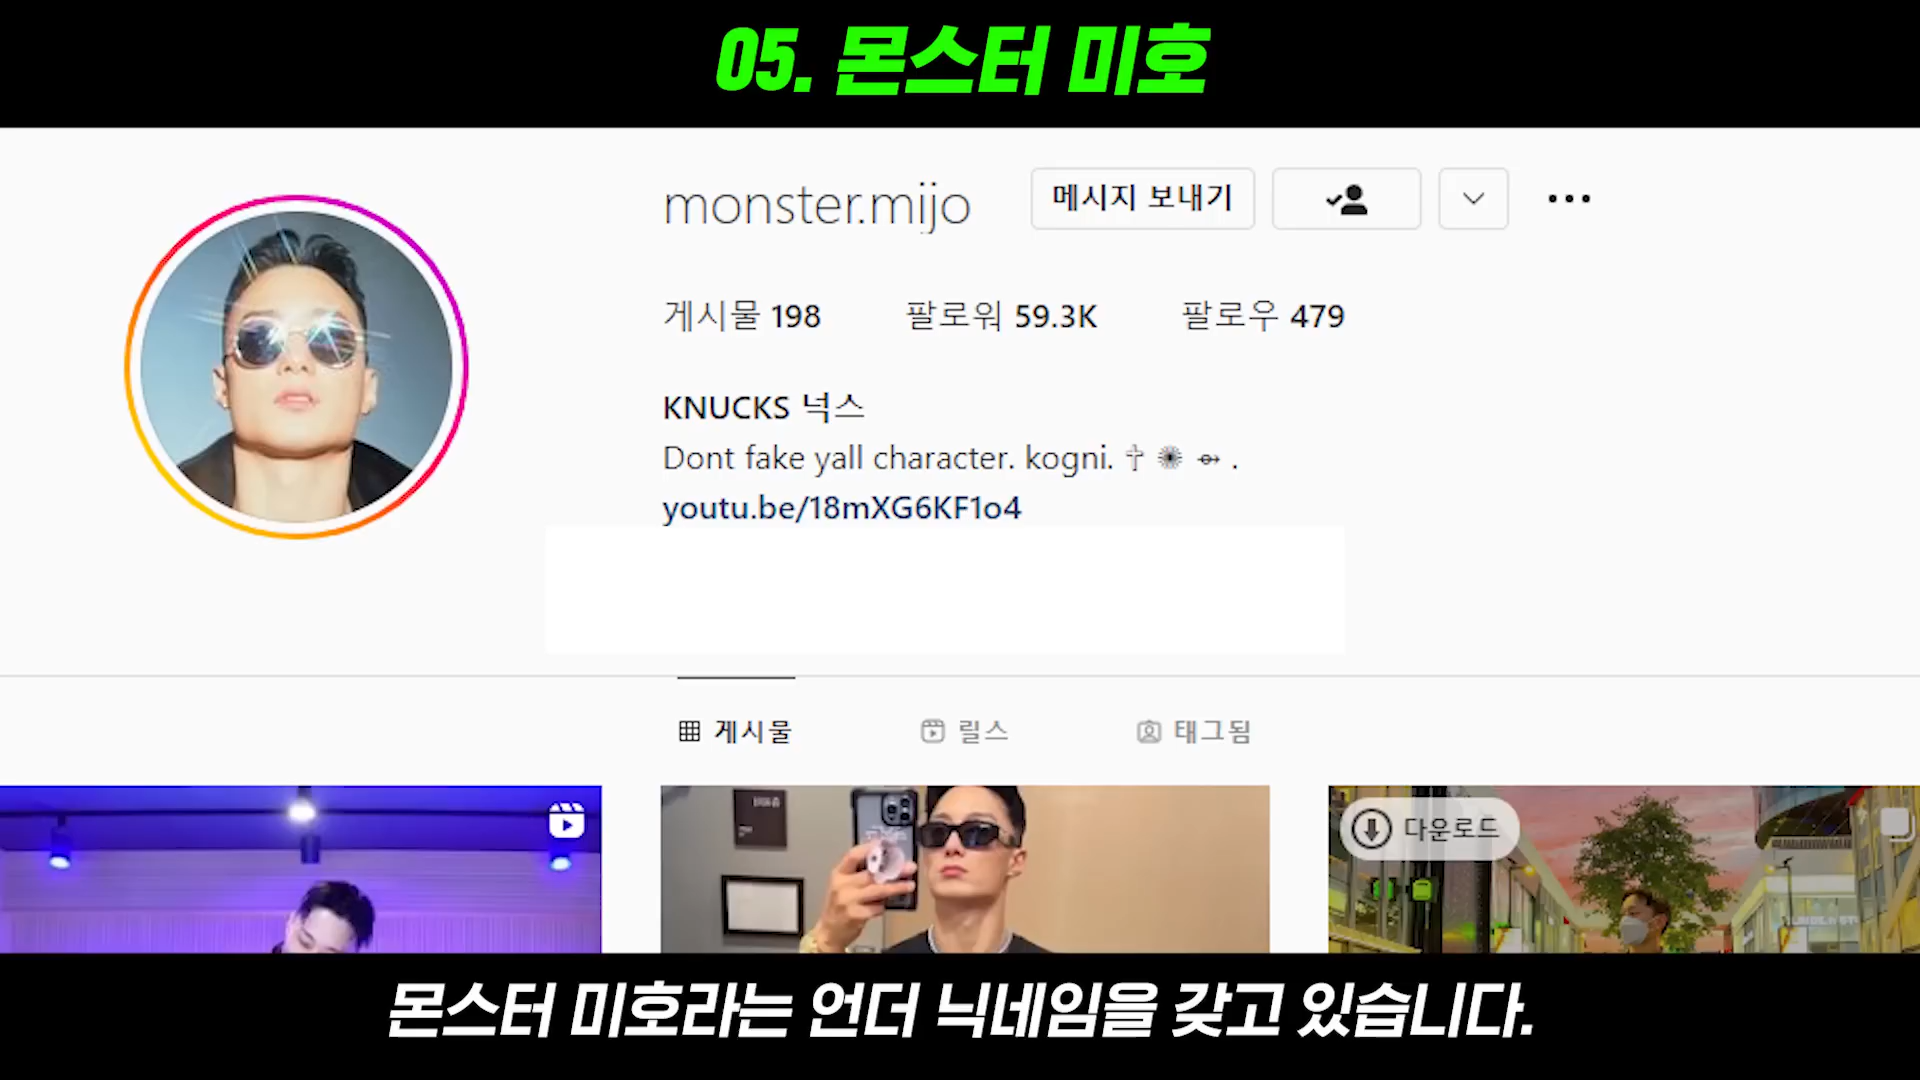 05. 몬스터 미호
monster.mijo
메시지 보내기
게시물 198 팔로워 59.3K 팔로우 479
KNUCKS 넉스
Dont fake yall character. kogni. † ✺ ⬰ .
youtu.be/18mXG6KF1o4
게시물 릴스 태그됨
다운로드
몬스터 미호라는 언더 닉네임을 갖고 있습니다.